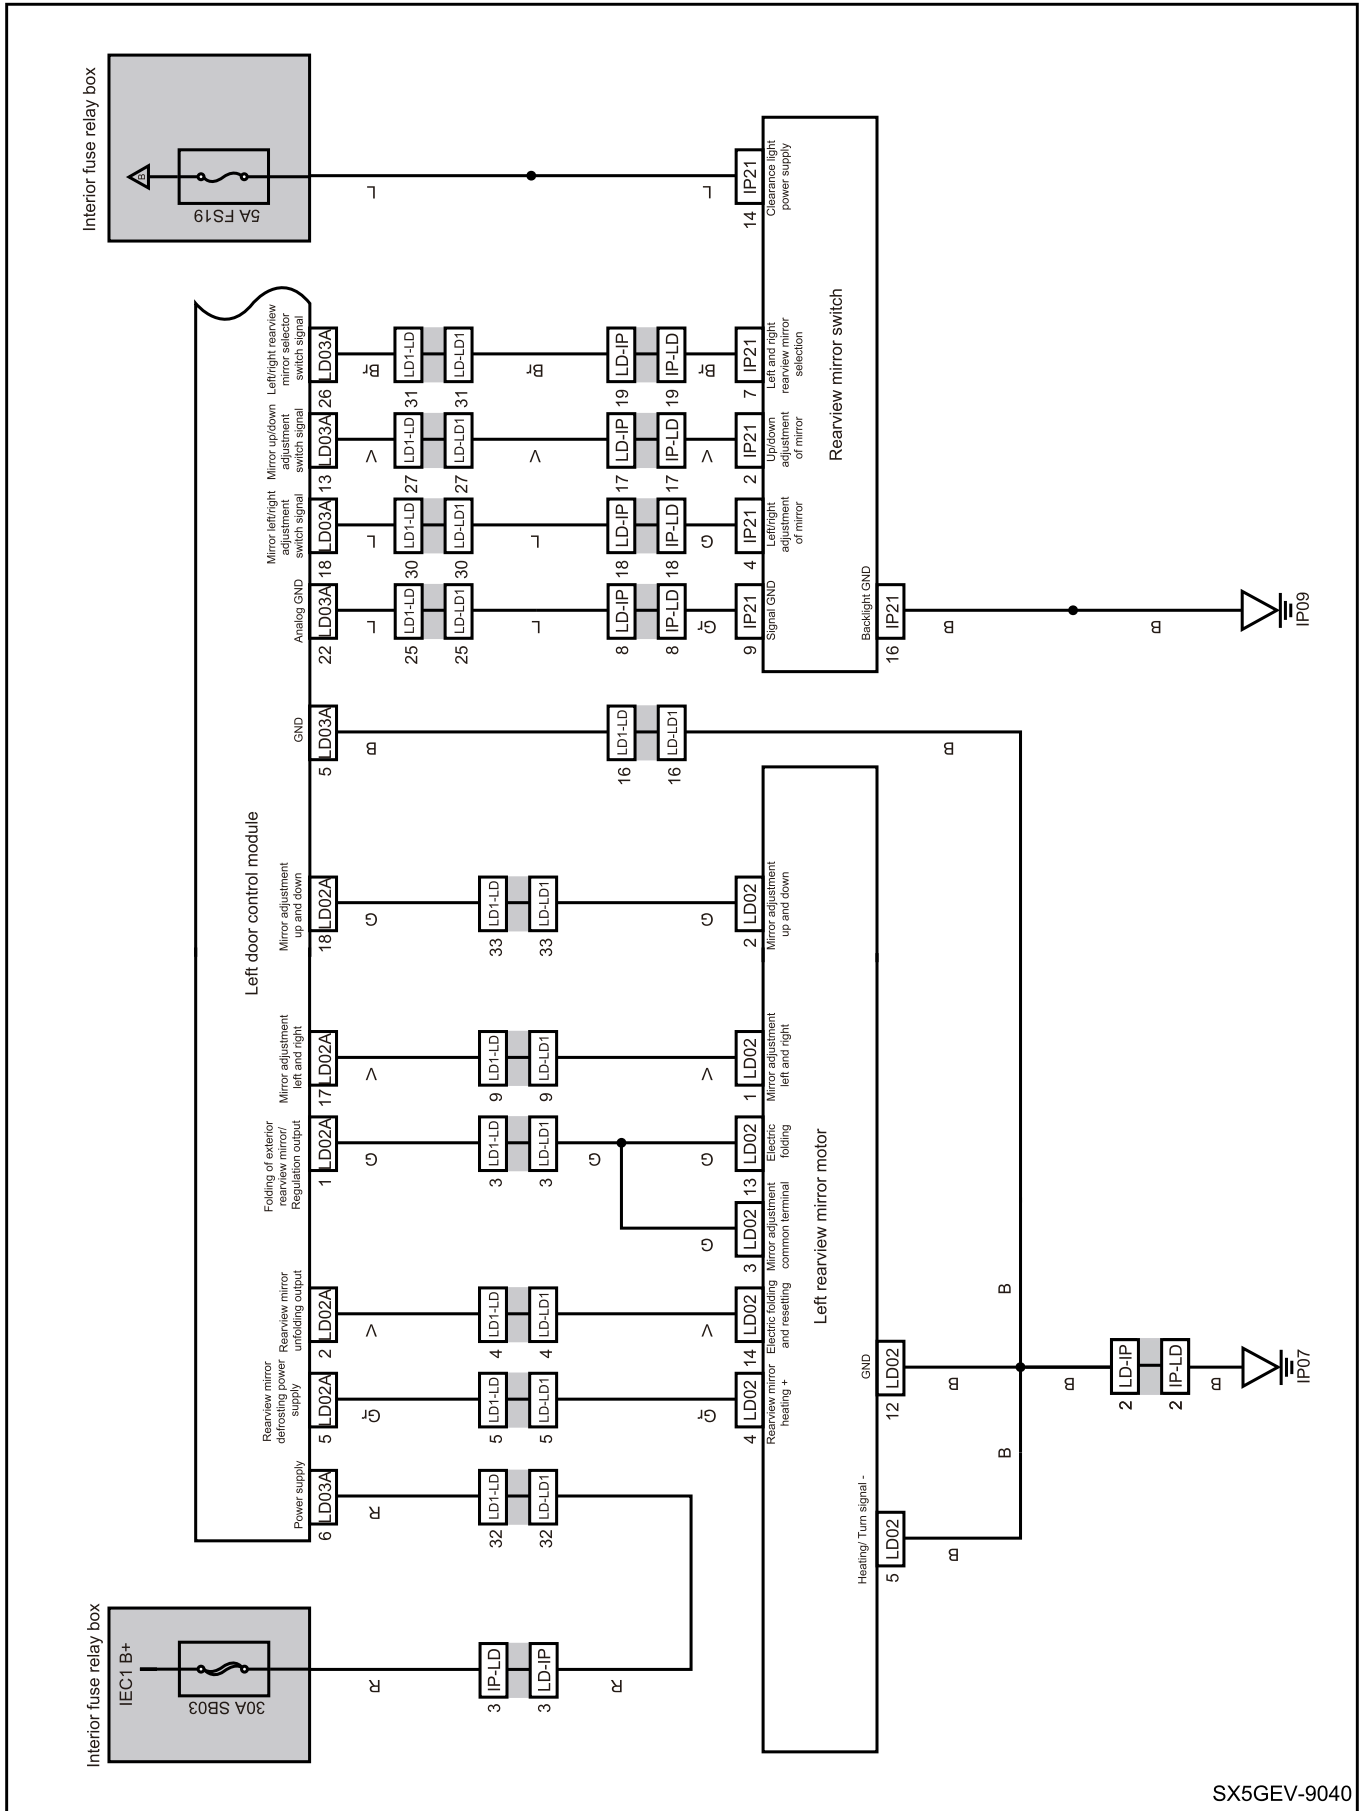 Interior fuse relay box
IEC1 B+
30A SB03
R
3 IP-LD
3 LD-IP
R
Left door control module
Power supply
6 LD03A
R
32 LD1-LD
32 LD-LD1
Rearview mirror
defrosting power
supply
5 LD02A
Gr
5 LD1-LD
5 LD-LD1
Gr
4 LD02
Rearview mirror
heating +
Rearview mirror
unfolding output
2 LD02A
V
4 LD1-LD
4 LD-LD1
V
14 LD02
Electric folding
and resetting
Folding of exterior
rearview mirror/
Regulation output
1 LD02A
G
3 LD1-LD
3 LD-LD1
G
G
3 LD02
Mirror adjustment
common terminal
G
13 LD02
Electric
folding
Mirror adjustment
left and right
17 LD02A
V
9 LD1-LD
9 LD-LD1
V
1 LD02
Mirror adjustment
left and right
Mirror adjustment
up and down
18 LD02A
G
33 LD1-LD
33 LD-LD1
G
2 LD02
Mirror adjustment
up and down
Left rearview mirror motor
Heating/ Turn signal -
5 LD02
B
B
GND
12 LD02
B
B
B
2 LD-IP
2 IP-LD
B
IP07
GND
5 LD03A
B
16 LD1-LD
16 LD-LD1
B
Analog GND
22 LD03A
L
25 LD1-LD
25 LD-LD1
L
8 LD-IP
8 IP-LD
Gr
9 IP21
Signal GND
Mirror left/right
adjustment
switch signal
18 LD03A
L
30 LD1-LD
30 LD-LD1
L
18 LD-IP
18 IP-LD
G
4 IP21
Left/right
adjustment
of mirror
Mirror up/down
adjustment
switch signal
13 LD03A
V
27 LD1-LD
27 LD-LD1
V
17 LD-IP
17 IP-LD
V
2 IP21
Up/down
adjustment
of mirror
Left/right rearview
mirror selector
switch signal
26 LD03A
Br
31 LD1-LD
31 LD-LD1
Br
19 LD-IP
19 IP-LD
Br
7 IP21
Left and right
rearview mirror
selection
Rearview mirror switch
Backlight GND
16 IP21
B
B
IP09
Interior fuse relay box
B
5A FS19
L
L
14 IP21
Clearance light
power supply
SX5GEV-9040